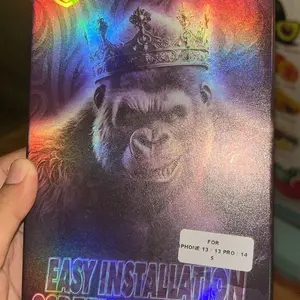 FOR
IPHONE 13 / 13 PRO / 14
EASY INSTALLATION